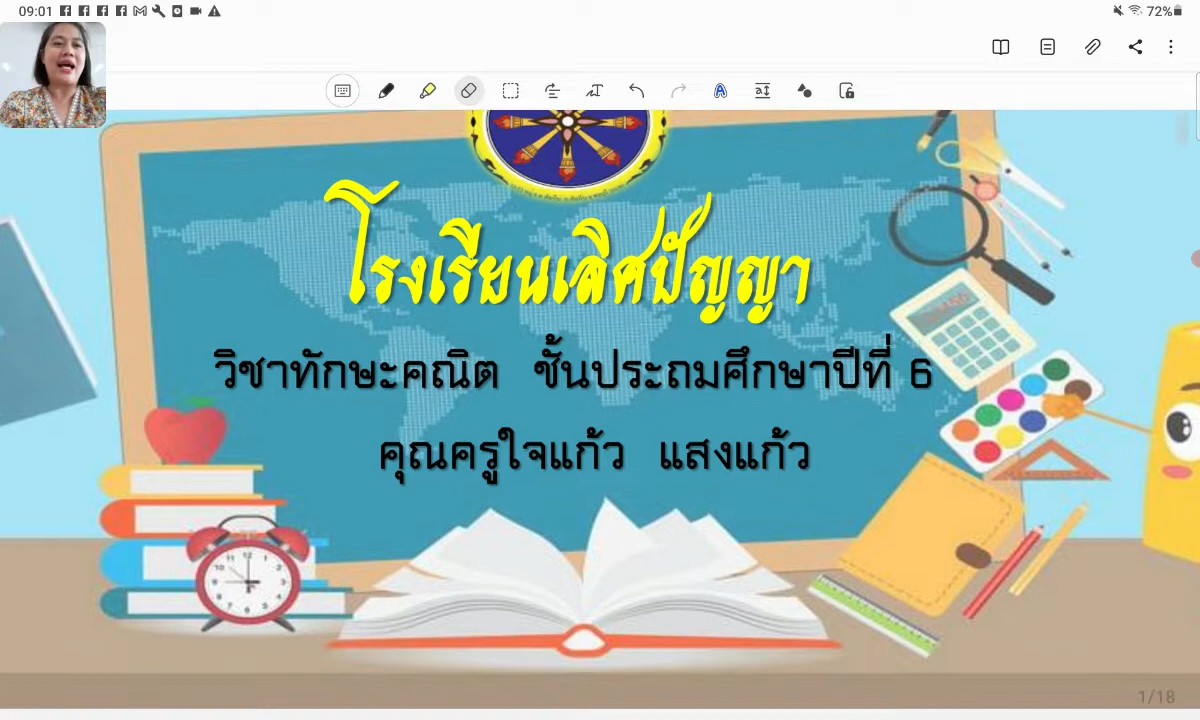 09:01
72%
โรงเรียนเลิศปัญญา
วิชาทักษะคณิต ชั้นประถมศึกษาปีที่ 6
คุณครูใจแก้ว แสงแก้ว
1/18